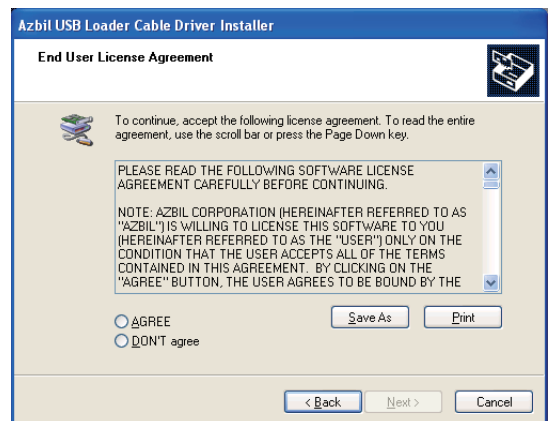 Azbil USB Loader Cable Driver Installer
End User License Agreement
To continue, accept the following license agreement. To read the entire
agreement, use the scroll bar or press the Page Down key.
PLEASE READ THE FOLLOWING SOFTWARE LICENSE
AGREEMENT CAREFULLY BEFORE CONTINUING.
NOTE: AZBIL CORPORATION (HEREINAFTER REFERRED TO AS
"AZBIL") IS WILLING TO LICENSE THIS SOFTWARE TO YOU
(HEREINAFTER REFERRED TO AS THE "USER") ONLY ON THE
CONDITION THAT THE USER ACCEPTS ALL OF THE TERMS
CONTAINED IN THIS AGREEMENT.  BY CLICKING ON THE
"AGREE" BUTTON, THE USER AGREES TO BE BOUND BY THE
AGREE
DON'T agree
Save As
Print
< Back
Next >
Cancel